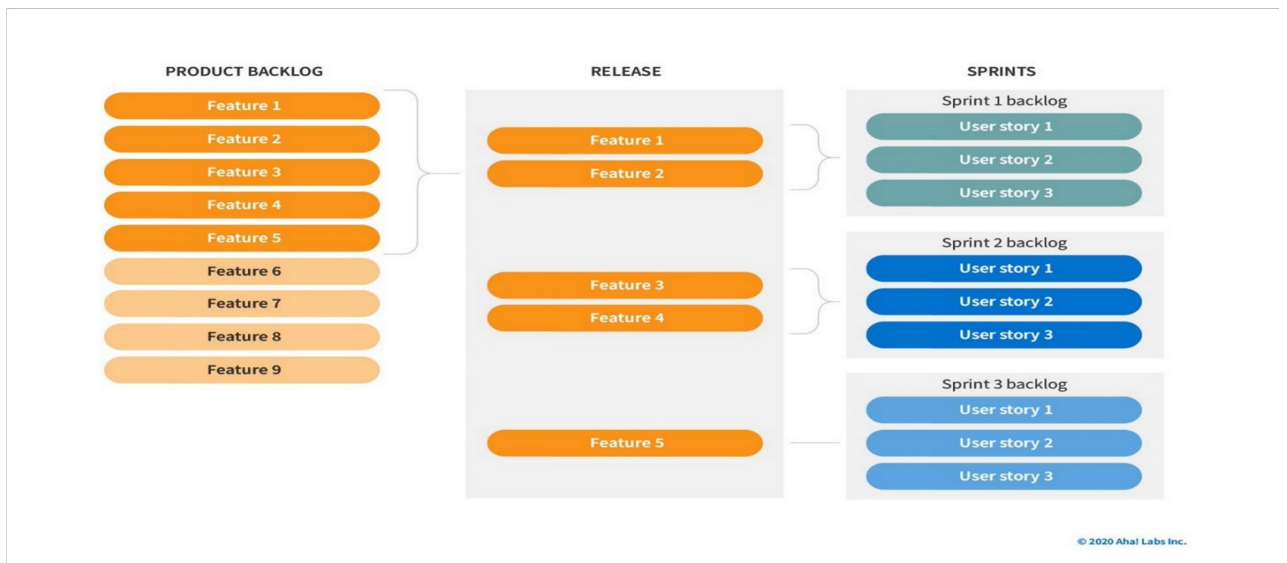 PRODUCT BACKLOG
Feature 1
Feature 2
Feature 3
Feature 4
Feature 5
Feature 6
Feature 7
Feature 8
Feature 9
RELEASE
Feature 1
Feature 2
Feature 3
Feature 4
Feature 5
SPRINTS
Sprint 1 backlog
User story 1
User story 2
User story 3
Sprint 2 backlog
User story 1
User story 2
User story 3
Sprint 3 backlog
User story 1
User story 2
User story 3
© 2020 Aha! Labs Inc.